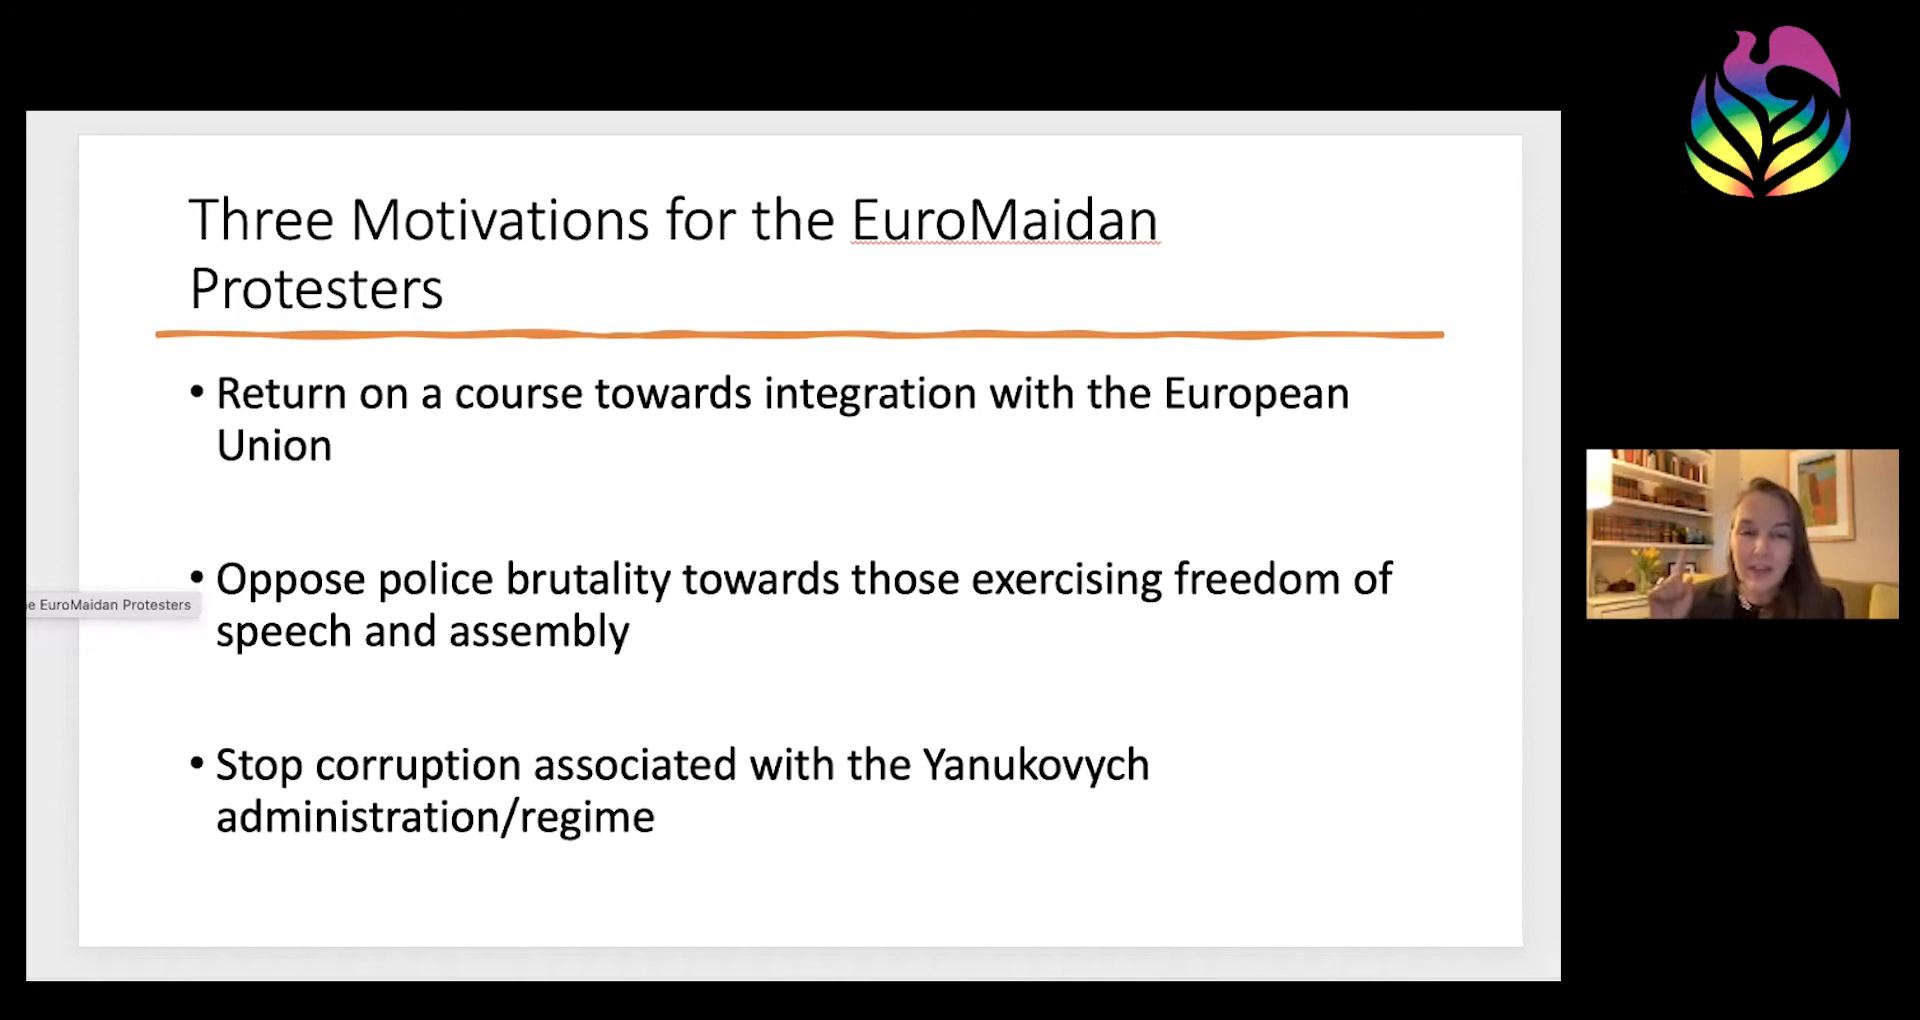 Three Motivations for the EuroMaidan
Protesters
• Return on a course towards integration with the European
Union
• Oppose police brutality towards those exercising freedom of
speech and assembly
e EuroMaidan Protesters
• Stop corruption associated with the Yanukovych
administration/regime